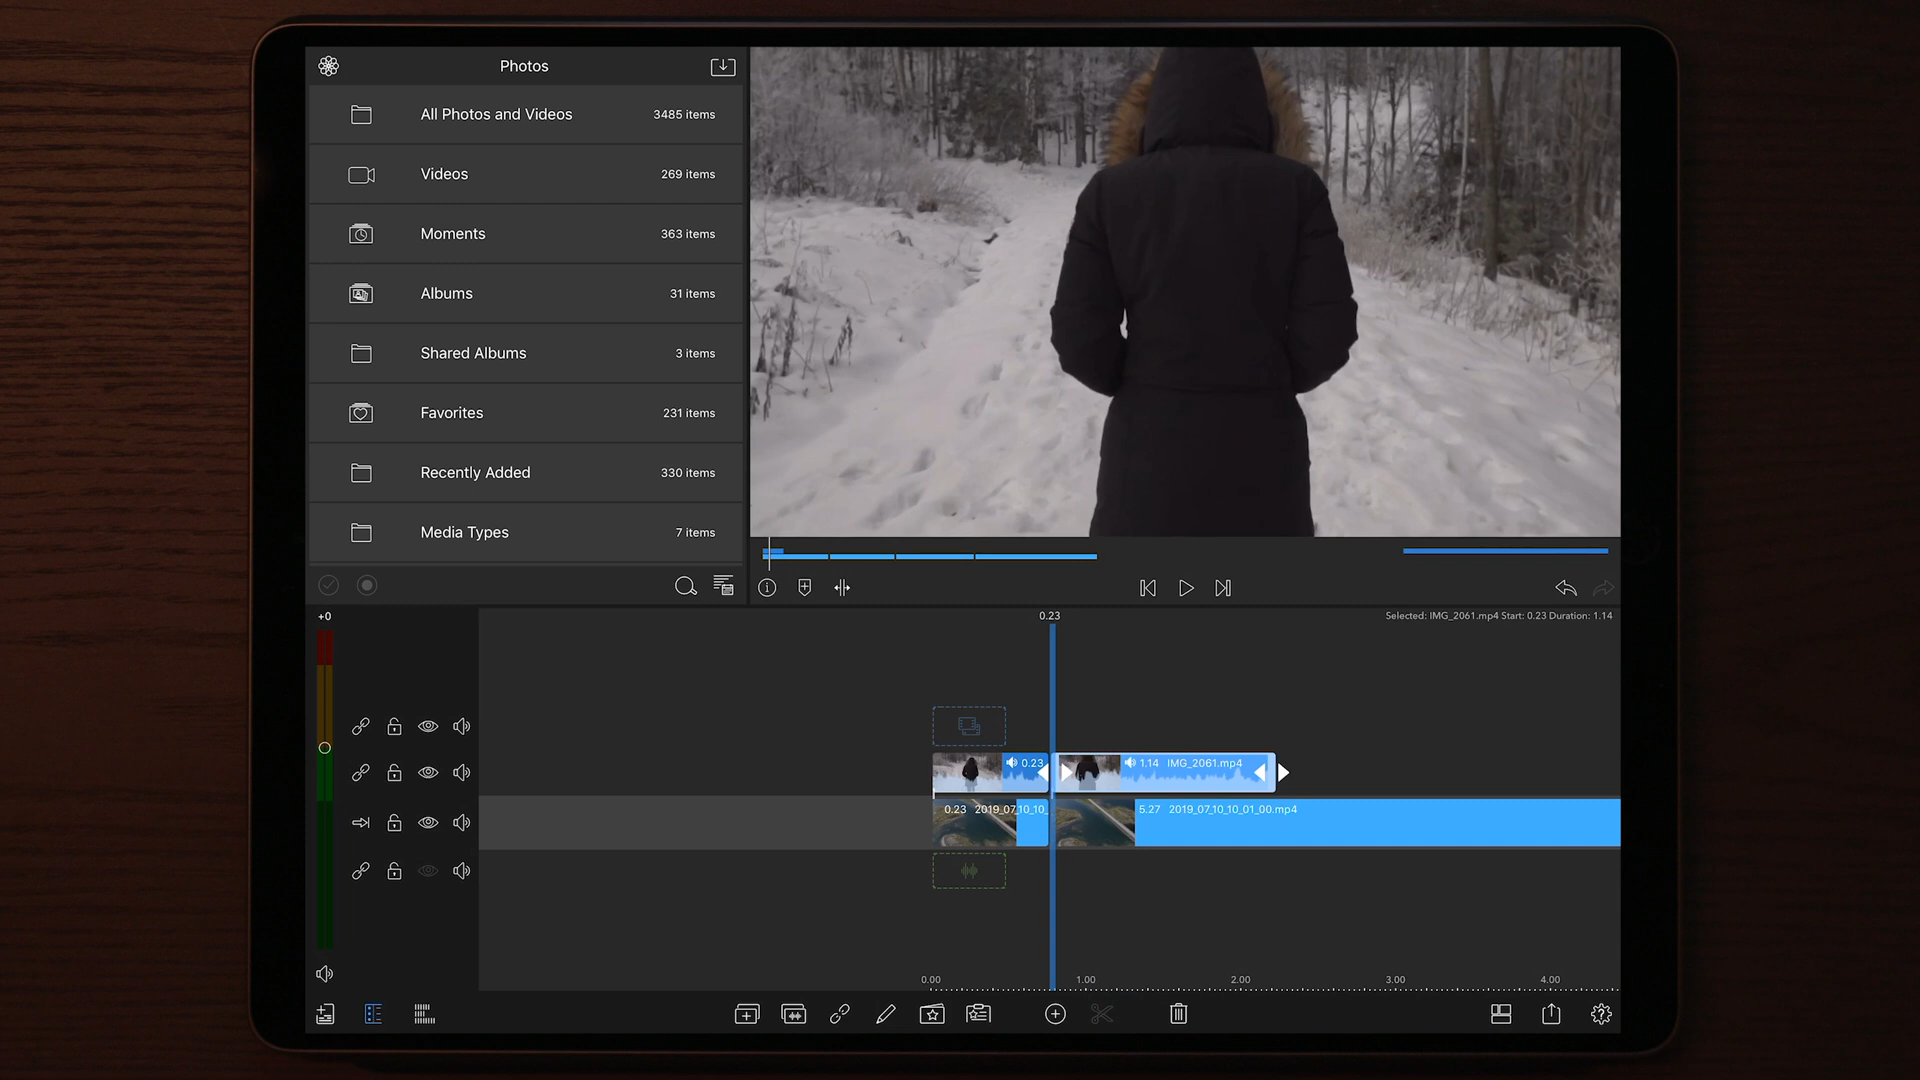 Photos
All Photos and Videos 3485 items
Videos 269 items
Moments 363 items
Albums 31 items
Shared Albums 3 items
Favorites 231 items
Recently Added 330 items
Media Types 7 items
+0
0.23
Selected: IMG_2061.mp4 Start: 0.23 Duration: 1.14
0.23
1.14 IMG_2061.mp4
0.23 2019_07_10_10_
5.27 2019_07_10_10_01_00.mp4
0.00 1.00 2.00 3.00 4.00